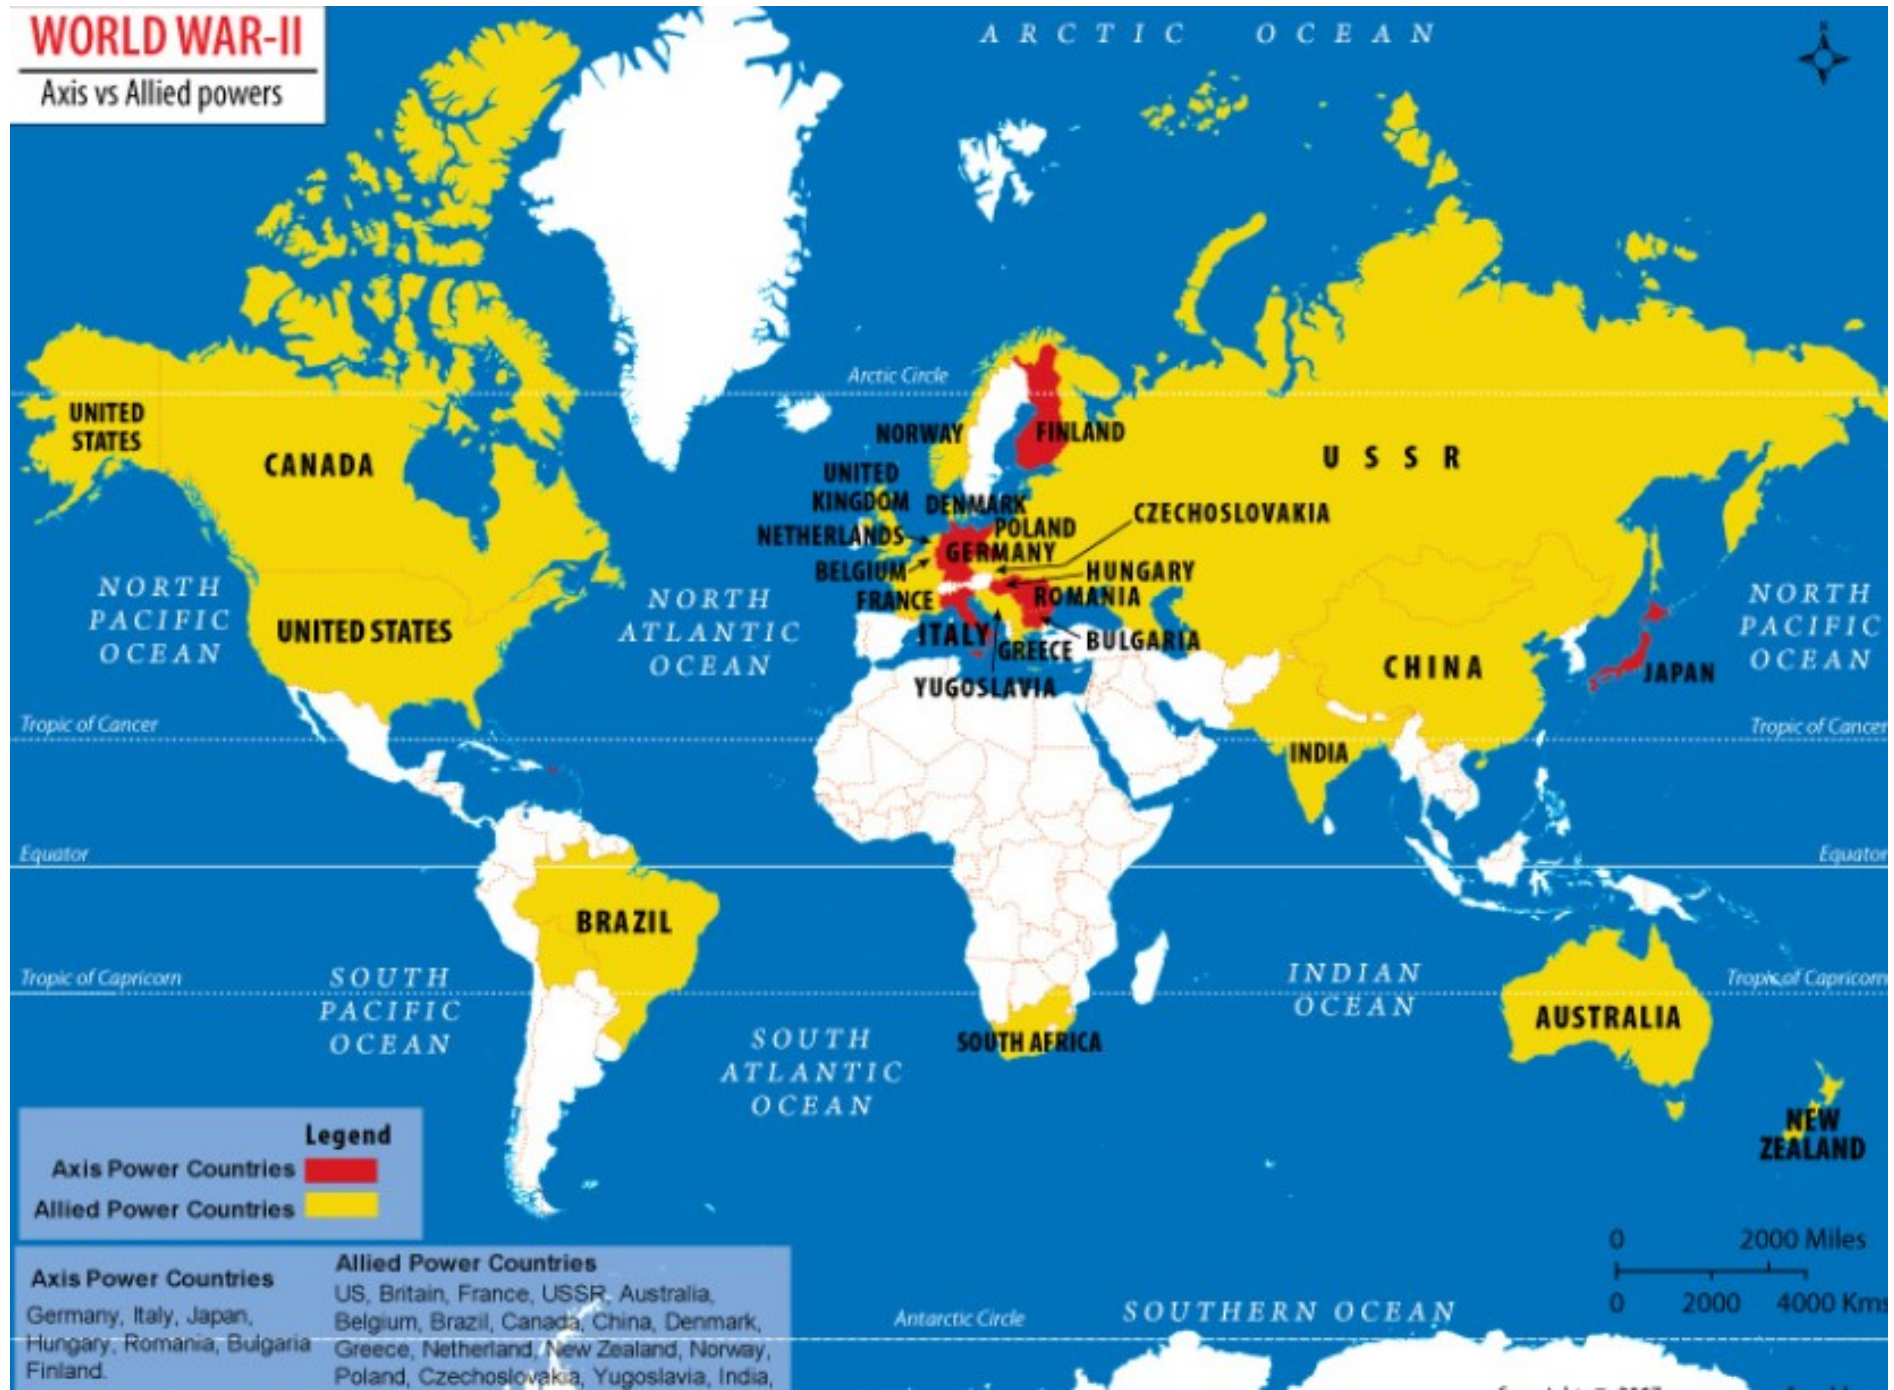 WORLD WAR-II
Axis vs Allied powers
ARCTIC OCEAN
N
Arctic Circle
UNITED
STATES
CANADA
NORWAY
FINLAND
USSR
UNITED
KINGDOM
DENMARK
CZECHOSLOVAKIA
NETHERLANDS
POLAND
GERMANY
BELGIUM
HUNGARY
FRANCE
ROMANIA
NORTH
PACIFIC
OCEAN
NORTH
ATLANTIC
OCEAN
NORTH
PACIFIC
OCEAN
UNITED STATES
ITALY
GREECE
BULGARIA
YUGOSLAVIA
CHINA
JAPAN
Tropic of Cancer
Tropic of Cancer
INDIA
Equator
Equator
BRAZIL
Tropic of Capricorn
Tropic of Capricorn
SOUTH
PACIFIC
OCEAN
INDIAN
OCEAN
AUSTRALIA
SOUTH AFRICA
SOUTH
ATLANTIC
OCEAN
NEW
ZEALAND
Legend
Axis Power Countries
Allied Power Countries
0 2000 Miles
0 2000 4000 Kms
Axis Power Countries
Germany, Italy, Japan,
Hungary, Romania, Bulgaria
Finland.
Allied Power Countries
US, Britain, France, USSR, Australia,
Belgium, Brazil, Canada, China, Denmark,
Greece, Netherland, New Zealand, Norway,
Poland, Czechoslovakia, Yugoslavia, India,
Antarctic Circle
SOUTHERN OCEAN